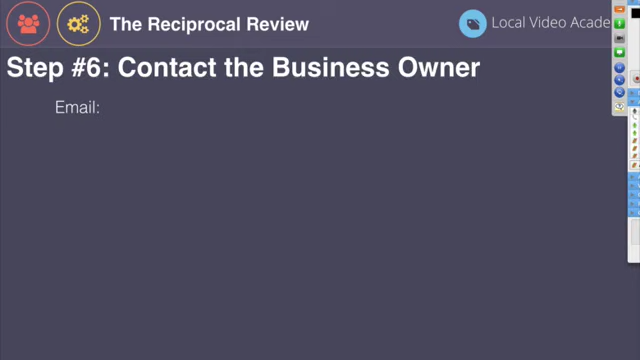 The Reciprocal Review
Local Video Acade
Step #6: Contact the Business Owner
Email: